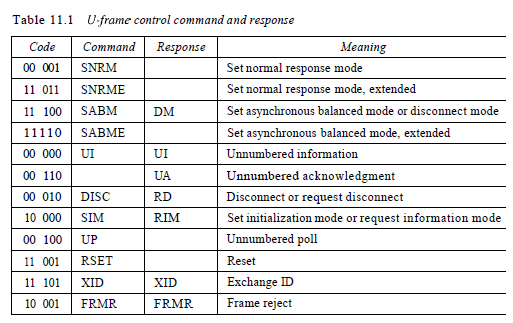 Table 11.1 U-frame control command and response
Code Command Response Meaning
00 001 SNRM Set normal response mode
11 011 SNRME Set normal response mode, extended
11 100 SABM DM Set asynchronous balanced mode or disconnect mode
11110 SABME Set asynchronous balanced mode, extended
00 000 UI UI Unnumbered information
00 110 UA Unnumbered acknowledgment
00 010 DISC RD Disconnect or request disconnect
10 000 SIM RIM Set initialization mode or request information mode
00 100 UP Unnumbered poll
11 001 RSET Reset
11 101 XID XID Exchange ID
10 001 FRMR FRMR Frame reject